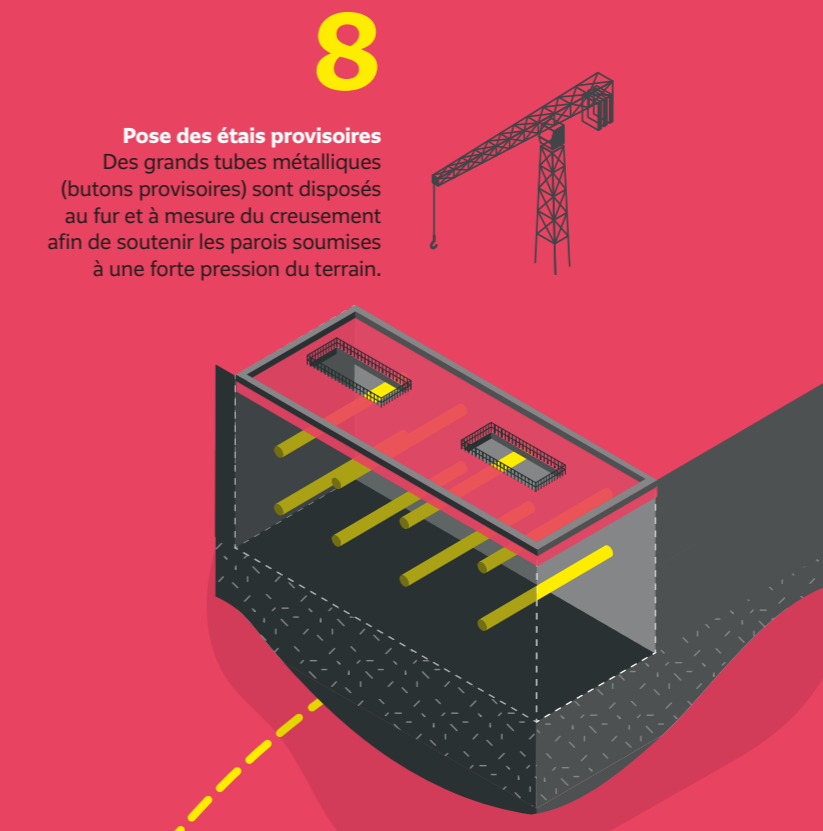 8
Pose des étais provisoires
Des grands tubes métalliques
(butons provisoires) sont disposés
au fur et à mesure du creusement
afin de soutenir les parois soumises
à une forte pression du terrain.